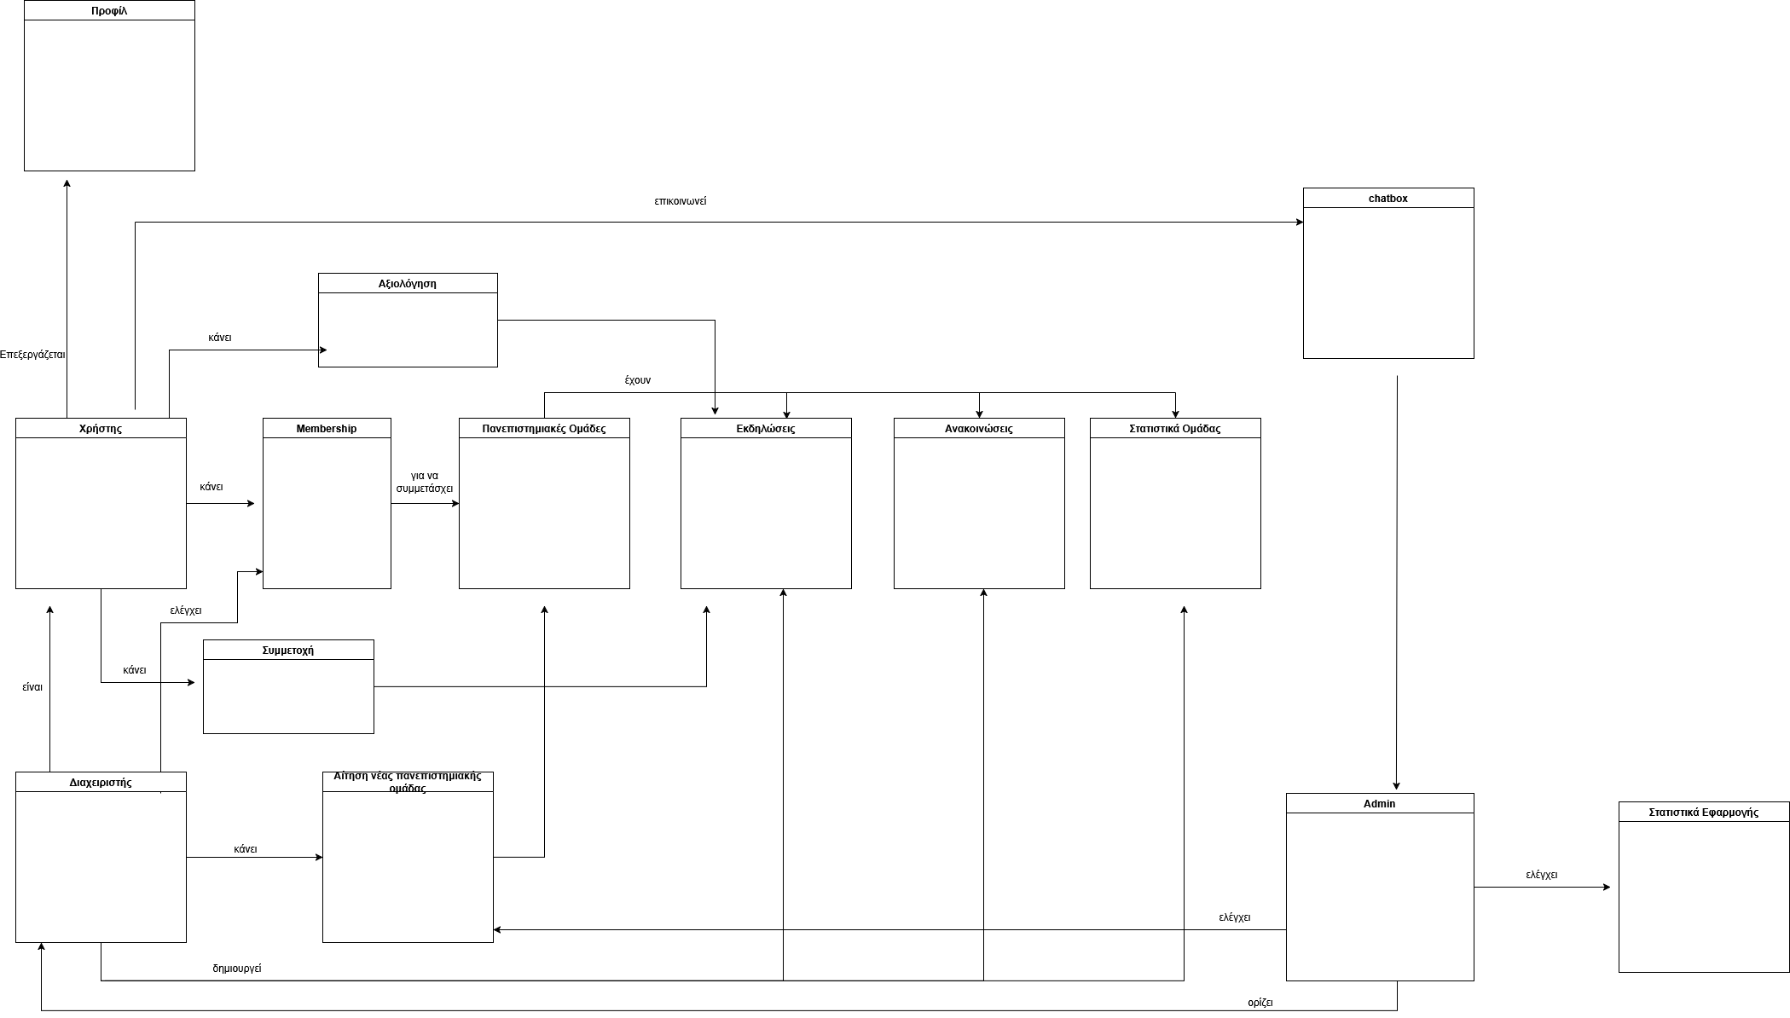 Προφίλ
επικοινωνεί
chatbox
Αξιολόγηση
κάνει
Επεξεργάζεται
έχουν
Χρήστης
Membership
Πανεπιστημιακές Ομάδες
Εκδηλώσεις
Ανακοινώσεις
Στατιστικά Ομάδας
κάνει
για να
συμμετάσχει
ελέγχει
Συμμετοχή
κάνει
είναι
Διαχειριστής
Αίτηση νέας πανεπιστημιακής
ομάδας
Admin
Στατιστικά Εφαρμογής
κάνει
ελέγχει
ελέγχει
δημιουργεί
ορίζει